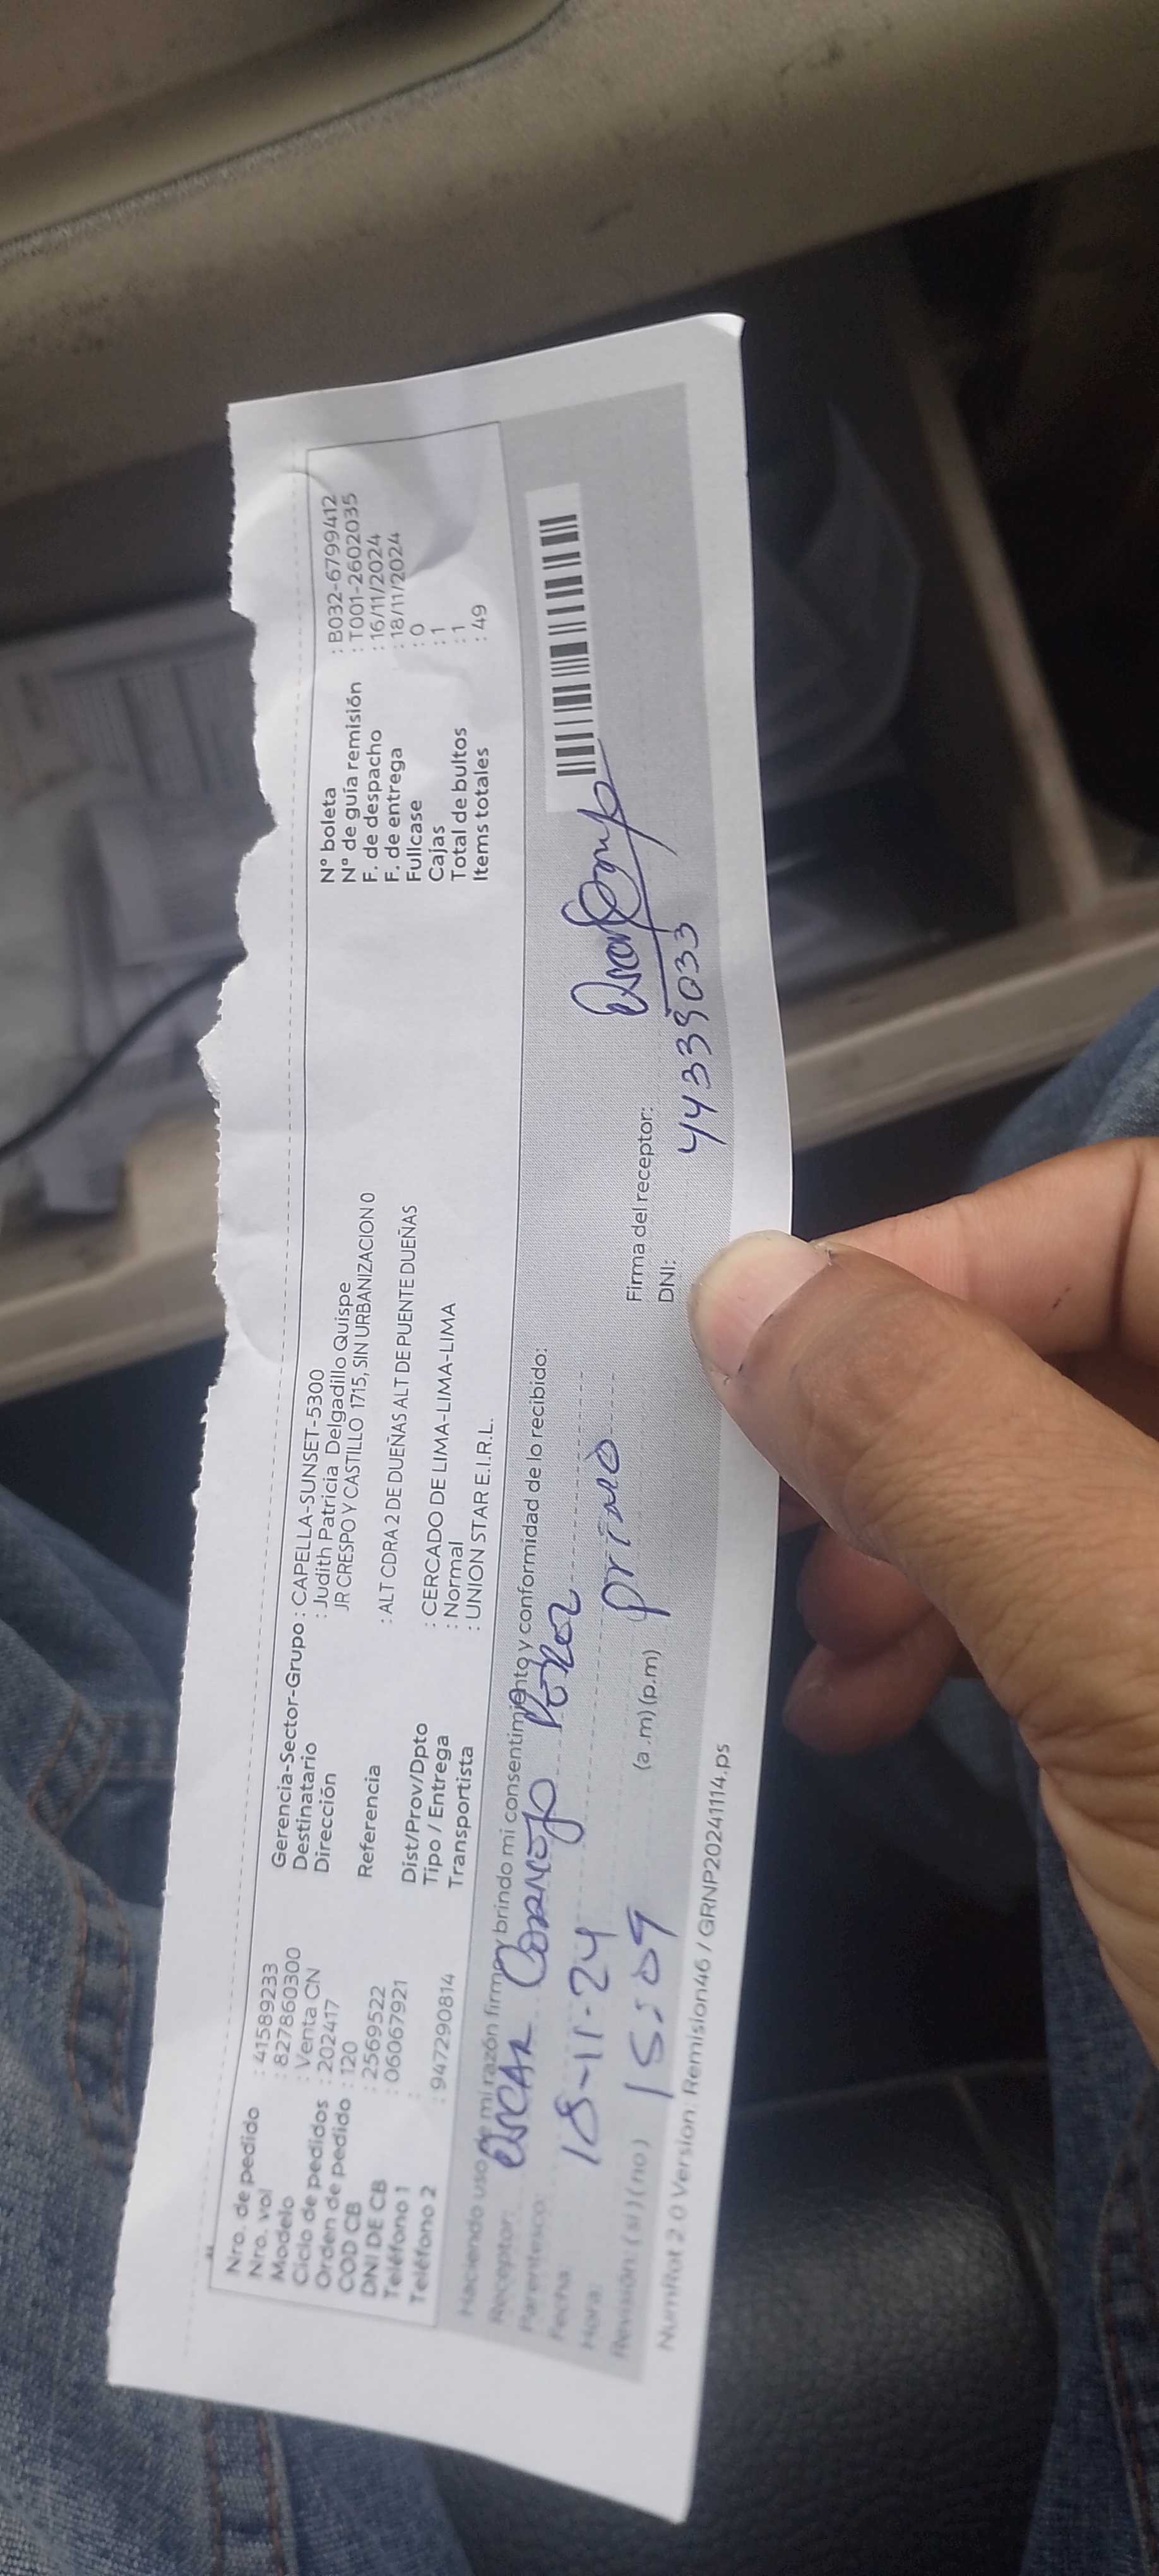 Nro. de pedido : 41589233
Nro. vol : 827860300
Modelo : Venta CN
Ciclo de pedidos : 202417
Orden de pedido : 120
COD CB : 2569522
DNI DE CB : 06067921
Teléfono 1 :
Teléfono 2 : 947290814
Gerencia-Sector-Grupo : CAPELLA-SUNSET-5300
Destinatario : Judith Patricia Delgadillo Quispe
Dirección JR CRESPO Y CASTILLO 1715, SIN URBANIZACION 0
Referencia : ALT CDRA 2 DE DUEÑAS ALT DE PUENTE DUEÑAS
Dist/Prov/Dpto : CERCADO DE LIMA-LIMA-LIMA
Tipo / Entrega : Normal
Transportista : UNION STAR E.I.R.L.
N° boleta : B032-6799412
N° de guía remisión : T001-2602035
F. de despacho : 16/11/2024
F. de entrega : 18/11/2024
Fullcase : 0
Cajas : 1
Total de bultos : 1
Items totales : 49
Haciendo uso de mi razón firmo y brindo mi consentimiento y conformidad de lo recibido:
Receptor: OSCAR CORNEJO PEREZ
Parentesco: primo
Fecha: 18-11-24
Hora: 15:09 (a.m) (p.m)
Revisión: (si) (no)
Firma del receptor:
DNI: 44339033
NumRut 2.0 Version: Remision46 / GRNP20241114.ps